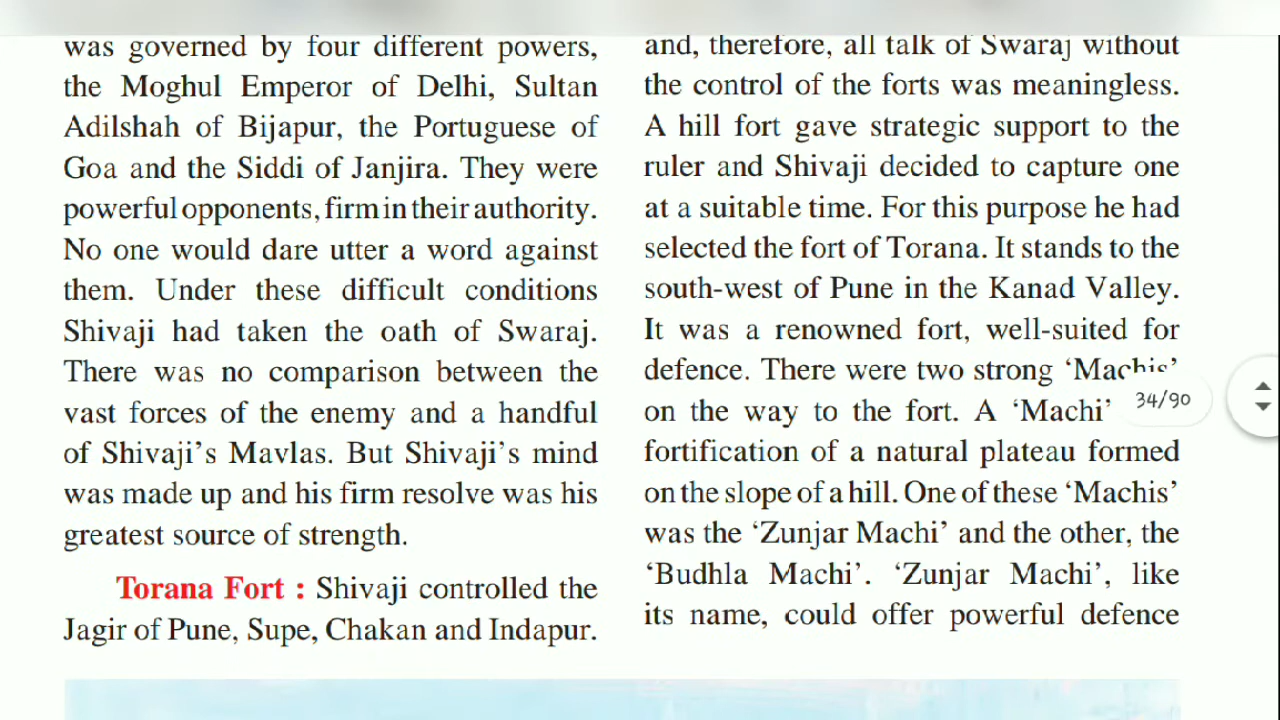 was governed by four different powers,
the Moghul Emperor of Delhi, Sultan
Adilshah of Bijapur, the Portuguese of
Goa and the Siddi of Janjira. They were
powerful opponents, firm in their authority.
No one would dare utter a word against
them. Under these difficult conditions
Shivaji had taken the oath of Swaraj.
There was no comparison between the
vast forces of the enemy and a handful
of Shivaji's Mavlas. But Shivaji's mind
was made up and his firm resolve was his
greatest source of strength.
Torana Fort : Shivaji controlled the
Jagir of Pune, Supe, Chakan and Indapur.
and, therefore, all talk of Swaraj without
the control of the forts was meaningless.
A hill fort gave strategic support to the
ruler and Shivaji decided to capture one
at a suitable time. For this purpose he had
selected the fort of Torana. It stands to the
south-west of Pune in the Kanad Valley.
It was a renowned fort, well-suited for
defence. There were two strong ‘Machis’
on the way to the fort. A ‘Machi’
fortification of a natural plateau formed
on the slope of a hill. One of these ‘Machis’
was the ‘Zunjar Machi’ and the other, the
‘Budhla Machi’. ‘Zunjar Machi’, like
its name, could offer powerful defence
34/90